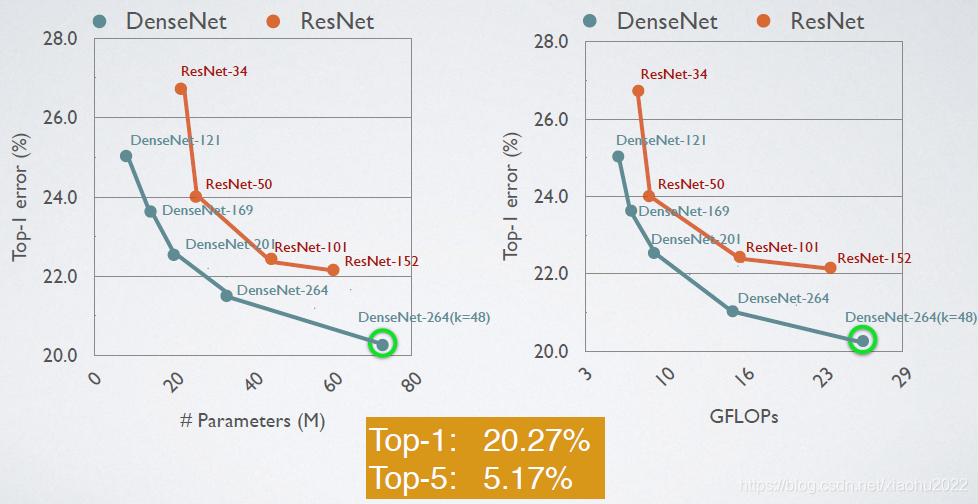 DenseNet ResNet
28.0
26.0
24.0
22.0
20.0
Top-1 error (%)
ResNet-34
DenseNet-121
ResNet-50
DenseNet-169
DenseNet-201
ResNet-101
ResNet-152
DenseNet-264
DenseNet-264(k=48)
0 20 40 60 80
# Parameters (M)
DenseNet ResNet
28.0
26.0
24.0
22.0
20.0
Top-1 error (%)
ResNet-34
DenseNet-121
ResNet-50
DenseNet-169
DenseNet-201
ResNet-101
ResNet-152
DenseNet-264
DenseNet-264(k=48)
3 10 16 23 29
GFLOPs
Top-1: 20.27%
Top-5: 5.17%
https://blog.csdn.net/xiaohu2022